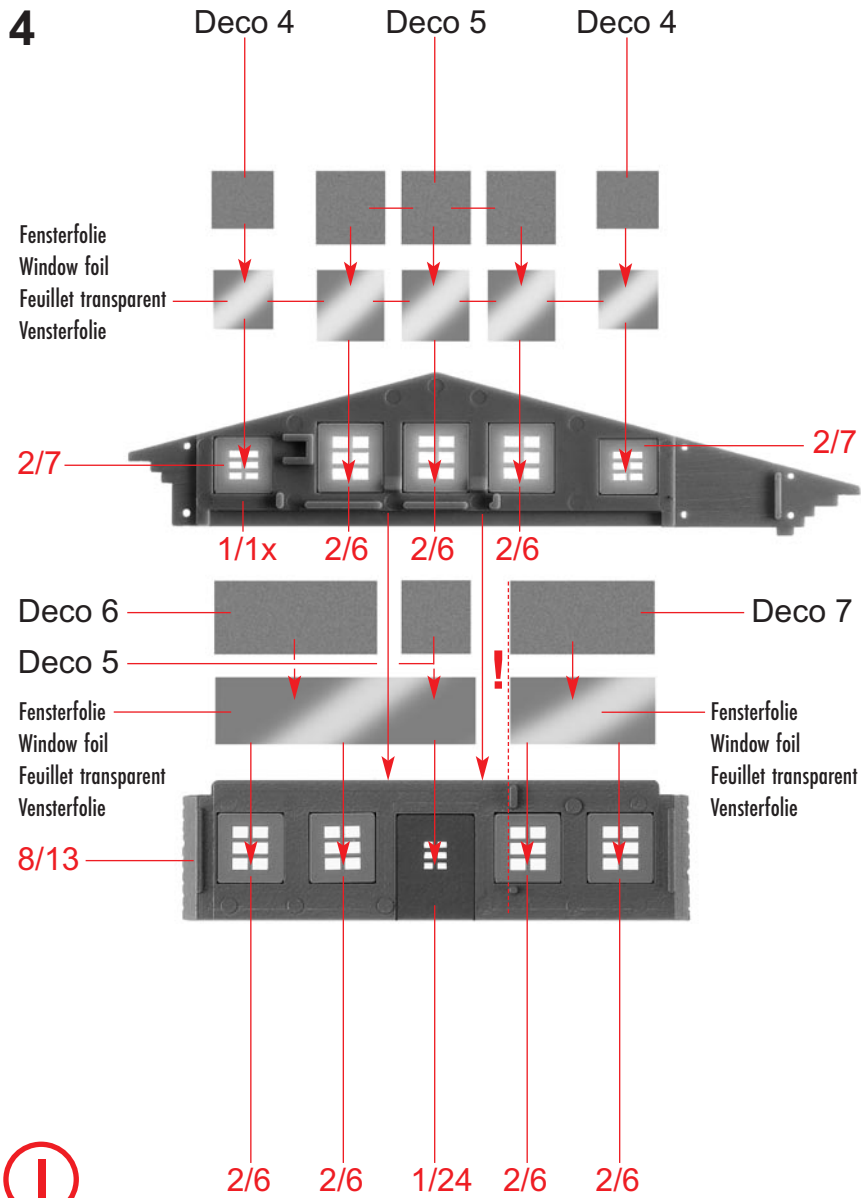 4
Deco 4 Deco 5 Deco 4
Fensterfolie
Window foil
Feuillet transparent
Vensterfolie
2/7 2/7
1/1x 2/6 2/6 2/6
Deco 6 Deco 7
Deco 5
!
Fensterfolie
Window foil
Feuillet transparent
Vensterfolie
Fensterfolie
Window foil
Feuillet transparent
Vensterfolie
8/13
2/6 2/6 1/24 2/6 2/6